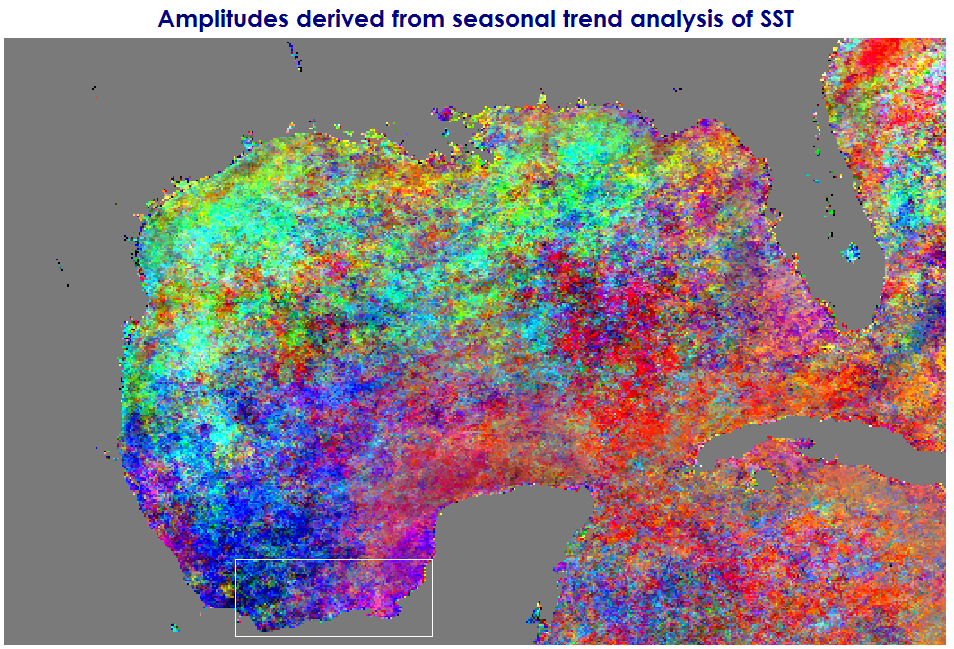 Amplitudes derived from seasonal trend analysis of SST